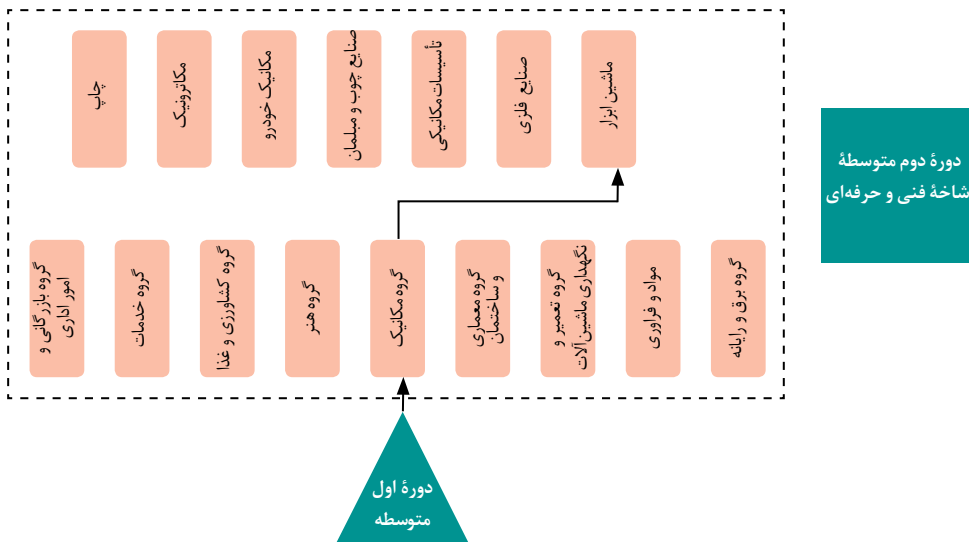 ماشین ابزار
صنایع فلزی
تأسیسات مکانیکی
صنایع چوب و مبلمان
مکانیک خودرو
مکاترونیک
چاپ
دورهٔ دوم متوسطهٔ
شاخهٔ فنی و حرفه‌ای
گروه برق و رایانه
مواد و فراوری
گروه تعمیر و
نگهداری ماشین‌آلات
گروه معماری
و ساختمان
گروه مکانیک
گروه هنر
گروه کشاورزی و غذا
گروه خدمات
گروه بازرگانی و
امور اداری
دورهٔ اول
متوسطه